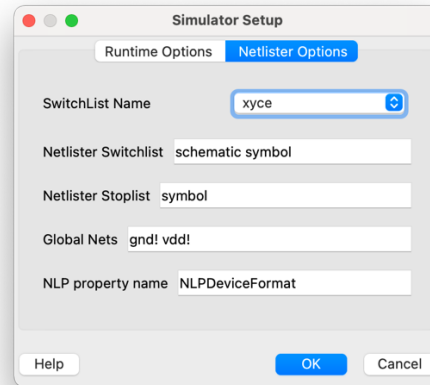 Simulator Setup
Runtime Options Netlister Options
SwitchList Name xyce
Netlister Switchlist schematic symbol
Netlister Stoplist symbol
Global Nets gnd! vdd!
NLP property name NLPDeviceFormat
Help OK Cancel